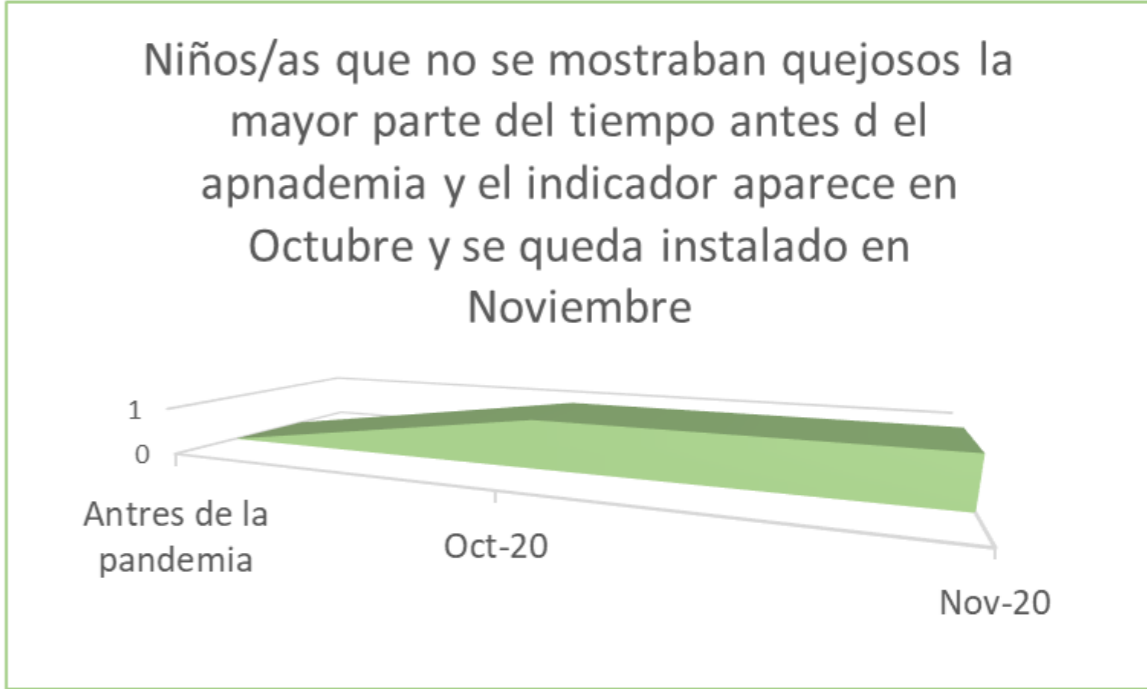 Niños/as que no se mostraban quejosos la
mayor parte del tiempo antes d el
apnademia y el indicador aparece en
Octubre y se queda instalado en
Noviembre
1
0
Antres de la
pandemia
Oct-20
Nov-20